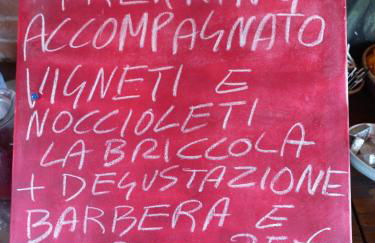 ACCOMPAGNATO
VIGNETI E
NOCCIOLETI
LA BRICCOLA
+ DEGUSTAZIONE
BARBERA E